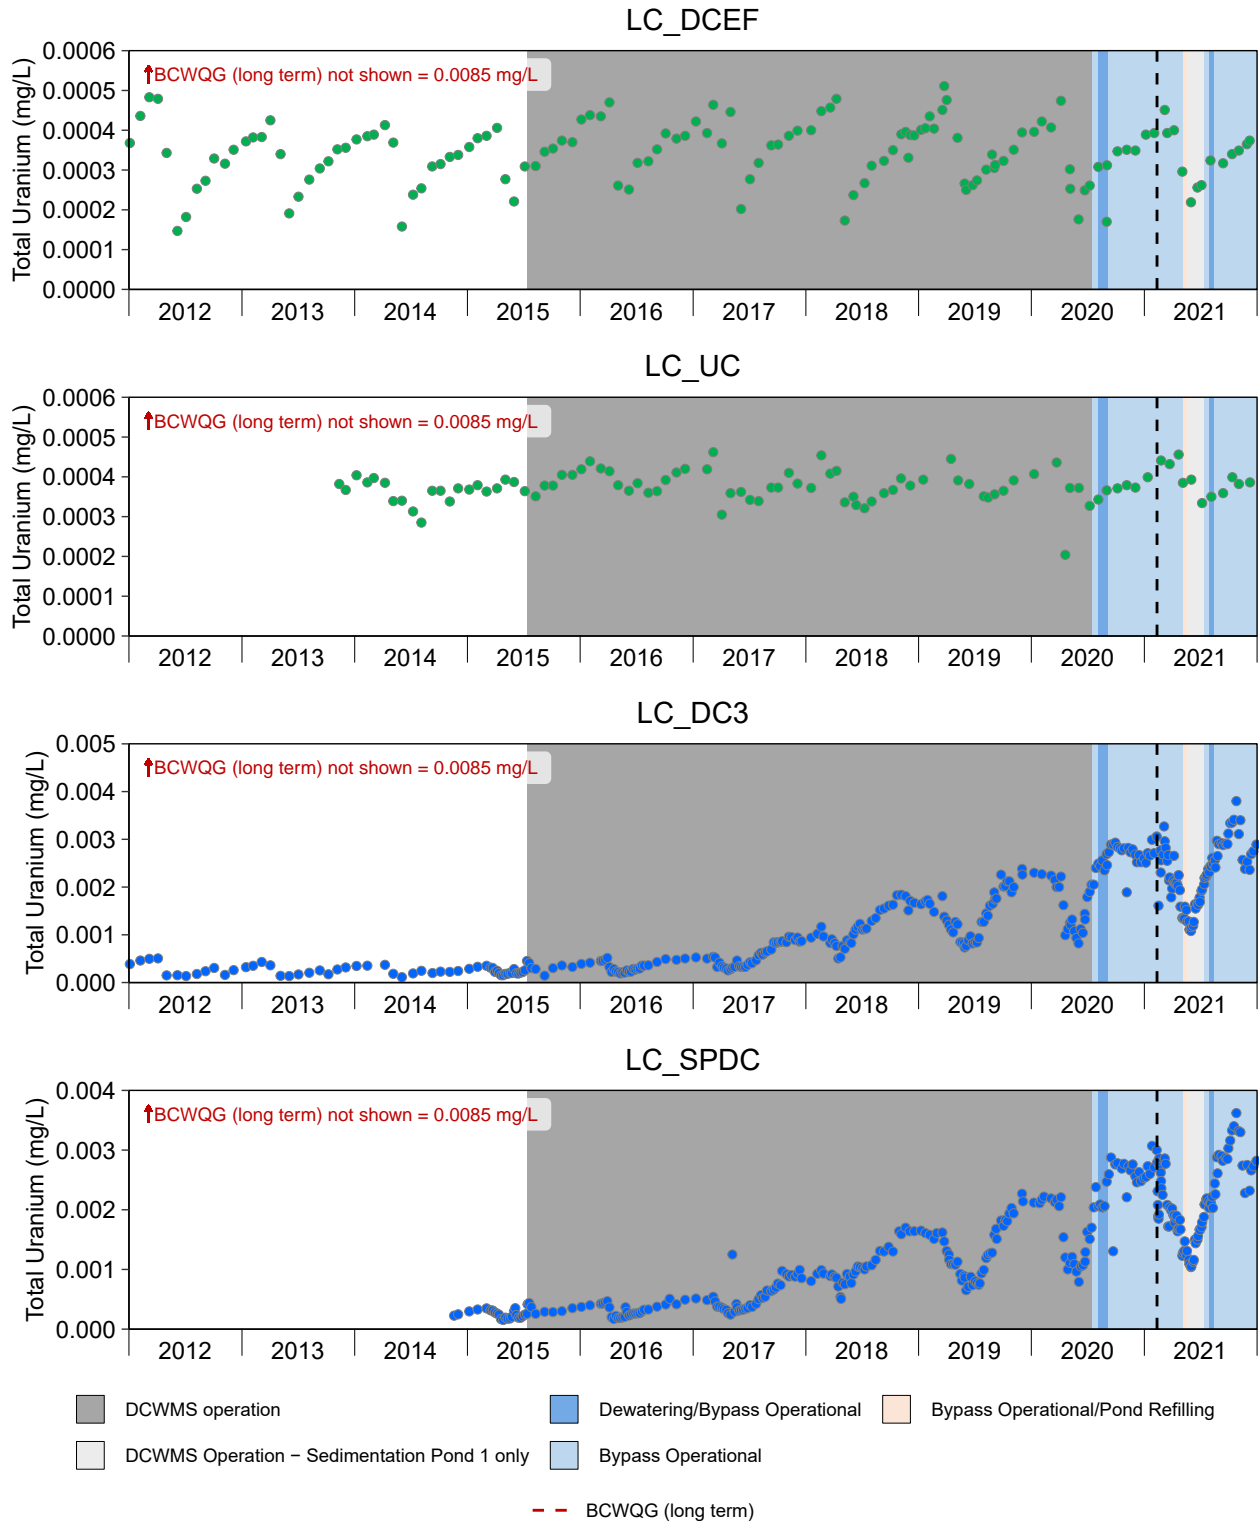 LC_DCEF
Total Uranium (mg/L)
0.0006
0.0005
0.0004
0.0003
0.0002
0.0001
0.0000
BCWQG (long term) not shown = 0.0085 mg/L
2012 2013 2014 2015 2016 2017 2018 2019 2020 2021
LC_UC
Total Uranium (mg/L)
0.0006
0.0005
0.0004
0.0003
0.0002
0.0001
0.0000
BCWQG (long term) not shown = 0.0085 mg/L
2012 2013 2014 2015 2016 2017 2018 2019 2020 2021
LC_DC3
Total Uranium (mg/L)
0.005
0.004
0.003
0.002
0.001
0.000
BCWQG (long term) not shown = 0.0085 mg/L
2012 2013 2014 2015 2016 2017 2018 2019 2020 2021
LC_SPDC
Total Uranium (mg/L)
0.004
0.003
0.002
0.001
0.000
BCWQG (long term) not shown = 0.0085 mg/L
2012 2013 2014 2015 2016 2017 2018 2019 2020 2021
DCWMS operation
Dewatering/Bypass Operational
Bypass Operational/Pond Refilling
DCWMS Operation − Sedimentation Pond 1 only
Bypass Operational
BCWQG (long term)